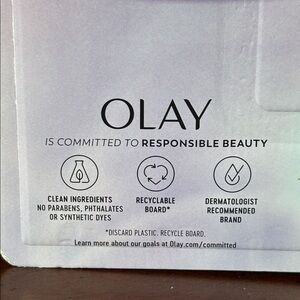 OLAY
IS COMMITTED TO RESPONSIBLE BEAUTY
CLEAN INGREDIENTS
NO PARABENS, PHTHALATES
OR SYNTHETIC DYES
RECYCLABLE
BOARD*
DERMATOLOGIST
RECOMMENDED
BRAND
*DISCARD PLASTIC. RECYCLE BOARD.
Learn more about our goals at Olay.com/committed